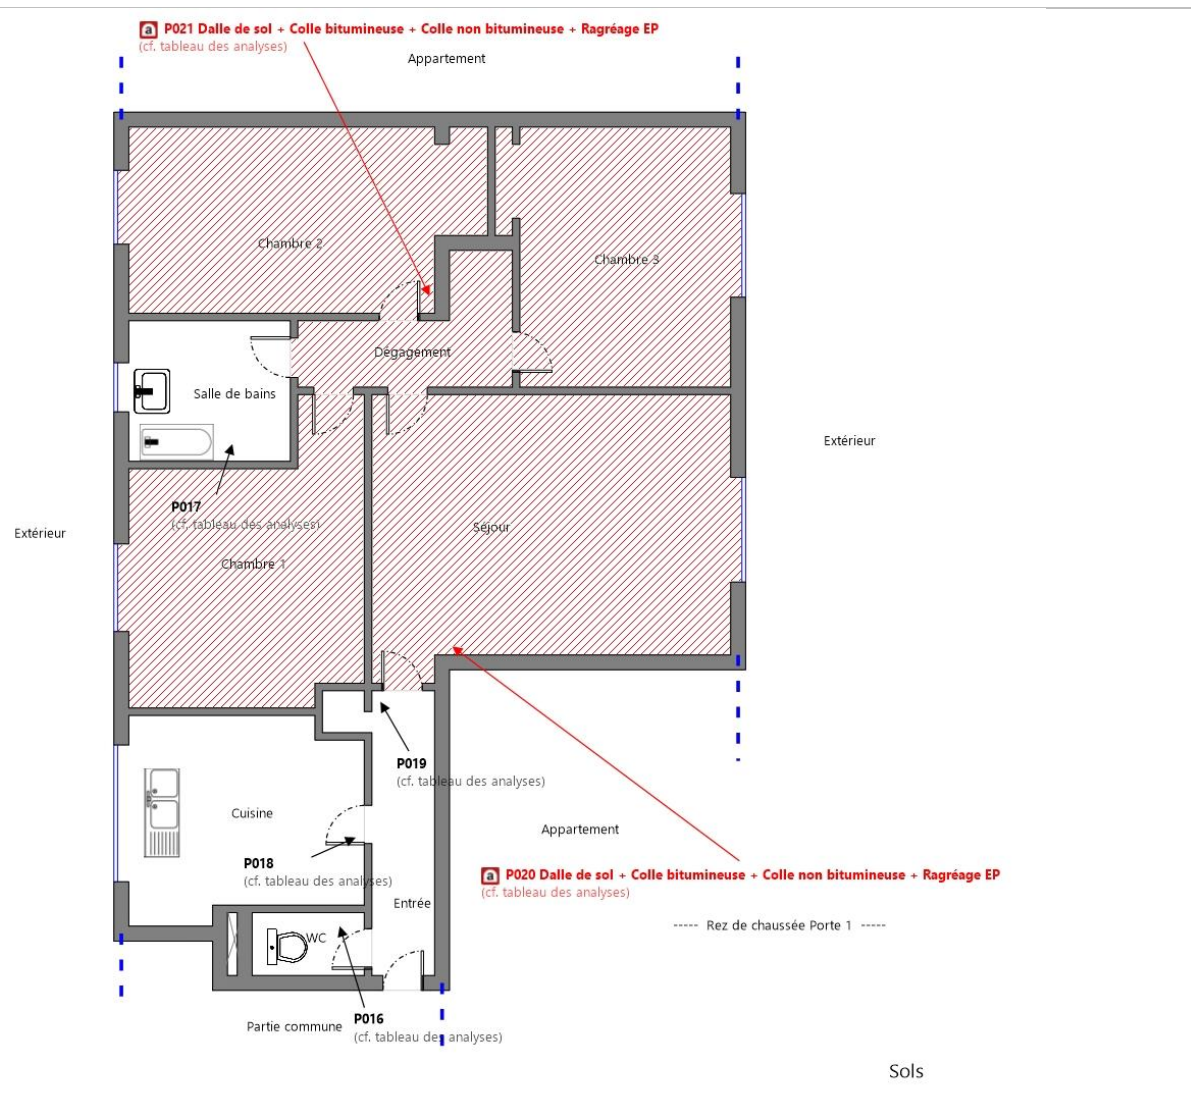 a P021 Dalle de sol + Colle bitumineuse + Colle non bitumineuse + Ragréage EP
(cf. tableau des analyses)
Appartement
Chambre 2
Chambre 3
Dégagement
Salle de bains
Extérieur
P017
(cf. tableau des analyses)
Séjour
Extérieur
Chambre 1
P019
(cf. tableau des analyses)
Cuisine
Appartement
P018
(cf. tableau des analyses)
a P020 Dalle de sol + Colle bitumineuse + Colle non bitumineuse + Ragréage EP
(cf. tableau des analyses)
Entrée
----- Rez de chaussée Porte 1 -----
WC
P016
Partie commune
(cf. tableau des analyses)
Sols